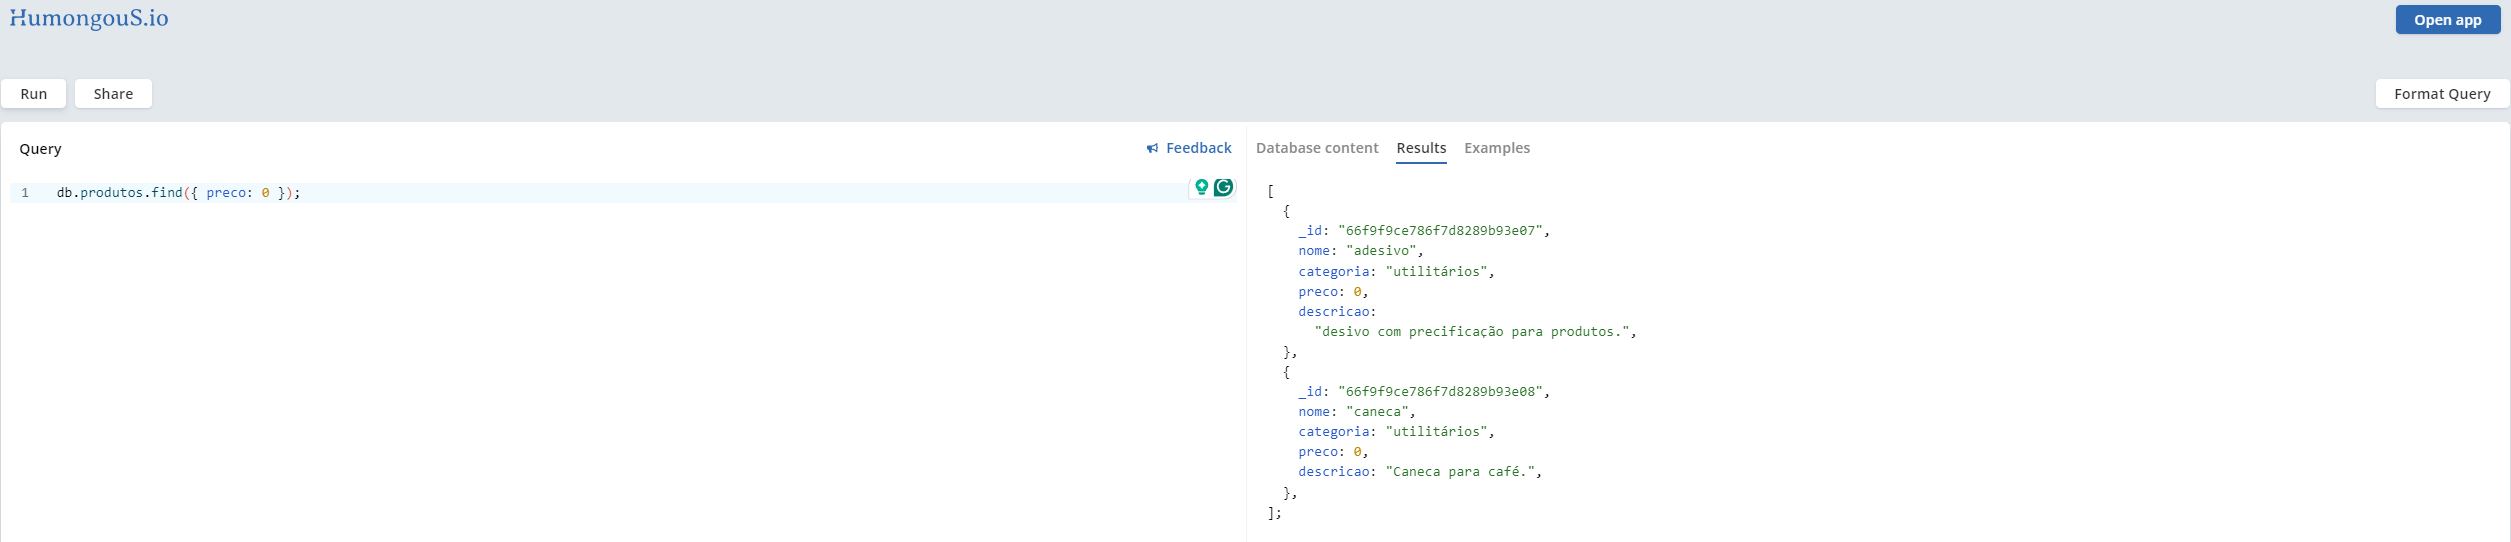 HumongouS.io
Open app
Run
Share
Format Query
Query
Feedback
1 db.produtos.find({ preco: 0 });
Database content
Results
Examples
[
{
_id: "66f9f9ce786f7d8289b93e07",
nome: "adesivo",
categoria: "utilitários",
preco: 0,
descricao:
"desivo com precificação para produtos.",
},
{
_id: "66f9f9ce786f7d8289b93e08",
nome: "caneca",
categoria: "utilitários",
preco: 0,
descricao: "Caneca para café.",
},
];